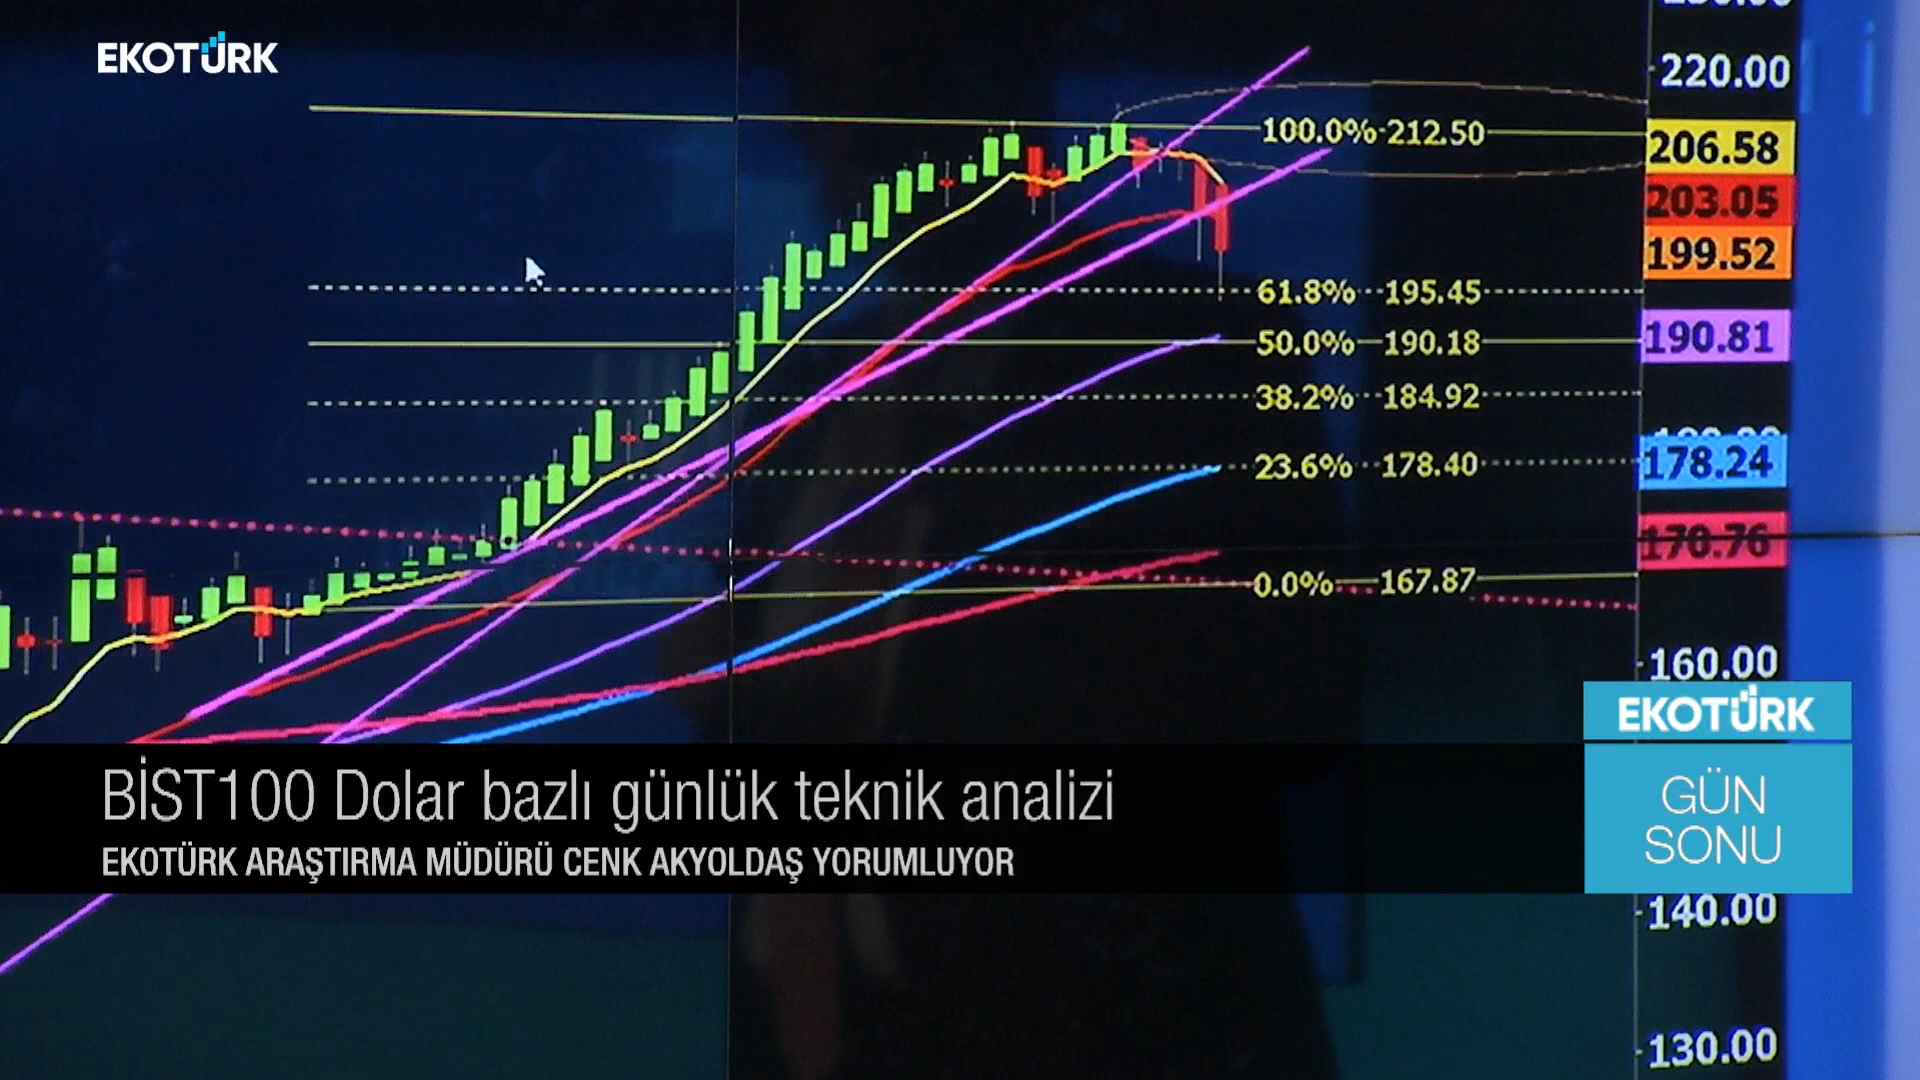 EKOTÜRK
220.00
100.0% 212.50
206.58
203.05
199.52
61.8% 195.45
50.0% 190.18
190.81
38.2% 184.92
23.6% 178.40
178.24
170.76
0.0% 167.87
160.00
EKOTÜRK
GÜN
SONU
BİST100 Dolar bazlı günlük teknik analizi
EKOTÜRK ARAŞTIRMA MÜDÜRÜ CENK AKYOLDAŞ YORUMLUYOR
140.00
130.00